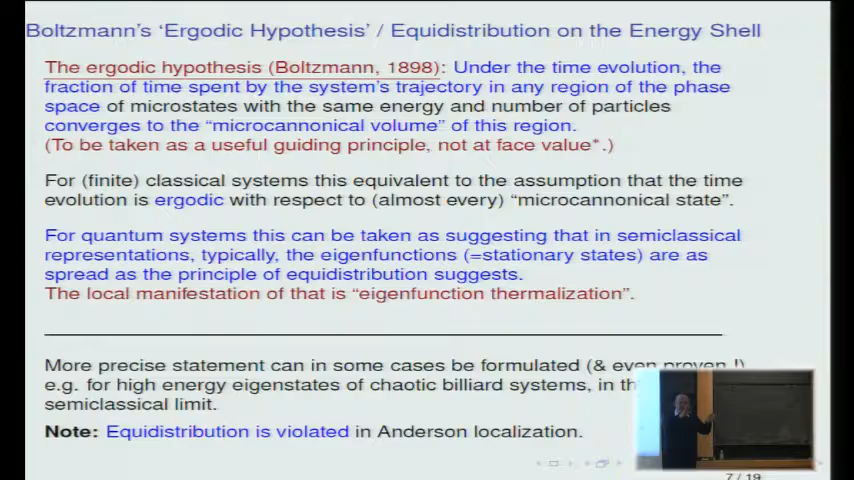 Boltzmann's 'Ergodic Hypothesis' / Equidistribution on the Energy Shell
The ergodic hypothesis (Boltzmann, 1898): Under the time evolution, the
fraction of time spent by the system's trajectory in any region of the phase
space of microstates with the same energy and number of particles
converges to the "microcannonical volume" of this region.
(To be taken as a useful guiding principle, not at face value*.)
For (finite) classical systems this equivalent to the assumption that the time
evolution is ergodic with respect to (almost every) "microcannonical state".
For quantum systems this can be taken as suggesting that in semiclassical
representations, typically, the eigenfunctions (=stationary states) are as
spread as the principle of equidistribution suggests.
The local manifestation of that is "eigenfunction thermalization".
More precise statement can in some cases be formulated (& even proven !)
e.g. for high energy eigenstates of chaotic billiard systems, in
semiclassical limit.
Note: Equidistribution is violated in Anderson localization.
7 / 19